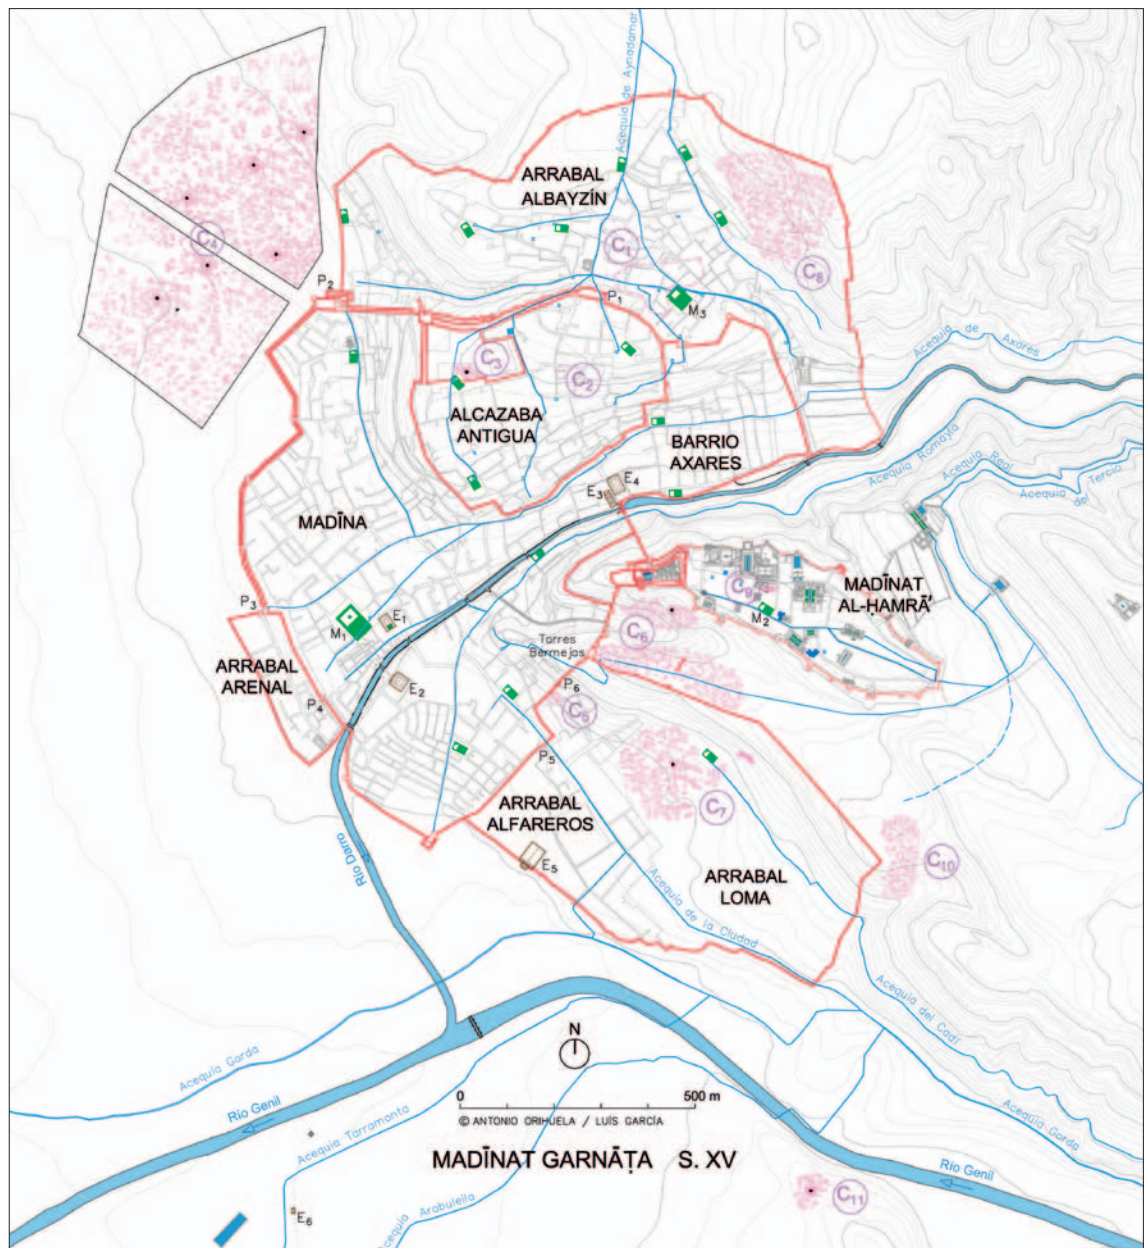 Acequia de Aynadamar
ARRABAL
ALBAYZÍN
C4
C1
C8
P2
P1
M3
Acequia de
Axares
C3
C2
ALCAZABA
ANTIGUA
BARRIO
AXARES
Acequia Romayla
Acequia Real
Acequia
del Tercio
E4
E3
MADĪNA
MADĪNAT
AL-ḤAMRĀ'
C9
M2
P3
M1
E1
C6
Torres
Bermejas
ARRABAL
ARENAL
P4
E2
P6
C5
P5
C7
ARRABAL
ALFAREROS
E5
ARRABAL
LOMA
C10
Río Darro
Acequia de la Ciudad
Acequia del Cadí
N
Acequia Gorda
Río Genil
0
500 m
© ANTONIO ORIHUELA / LUÍS GARCÍA
Acequia Tarramonta
MADĪNAT GARNĀṬA S. XV
Acequia Gorda
Río Genil
C11
E6
Acequia
Arabuleila